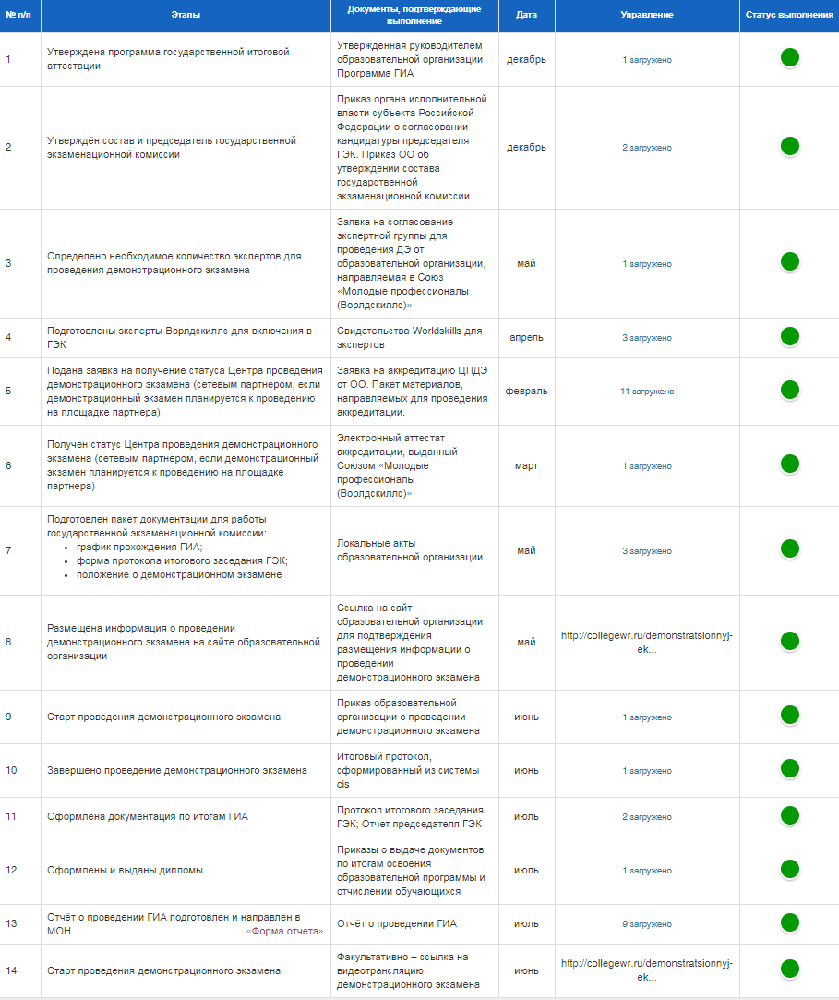 № п/п
Этапы
Документы, подтверждающие
выполнение
Дата
Управление
Статус выполнения
1
Утверждена программа государственной итоговой
аттестации
Утвержденная руководителем
образовательной организации
Программа ГИА
декабрь
1 загружено
2
Утверждён состав и председатель государственной
экзаменационной комиссии
Приказ органа исполнительной
власти субъекта Российской
Федерации о согласовании
кандидатуры председателя
ГЭК. Приказ ОО об
утверждении состава
государственной
экзаменационной комиссии.
декабрь
2 загружено
3
Определено необходимое количество экспертов для
проведения демонстрационного экзамена
Заявка на согласование
экспертной группы для
проведения ДЭ от
образовательной организации,
направляемая в Союз
«Молодые профессионалы
(Ворлдскиллс)»
май
1 загружено
4
Подготовлены эксперты Ворлдскиллс для включения в
ГЭК
Свидетельства Worldskills для
экспертов
апрель
3 загружено
5
Подана заявка на получение статуса Центра проведения
демонстрационного экзамена (сетевым партнером, если
демонстрационный экзамен планируется к проведению
на площадке партнера)
Заявка на аккредитацию ЦПДЭ
от ОО. Пакет материалов,
направляемых для проведения
аккредитации.
февраль
11 загружено
6
Получен статус Центра проведения демонстрационного
экзамена (сетевым партнером, если демонстрационный
экзамен планируется к проведению на площадке
партнера)
Электронный аттестат
аккредитации, выданный
Союзом «Молодые
профессионалы
(Ворлдскиллс)»
март
1 загружено
7
Подготовлен пакет документации для работы
государственной экзаменационной комиссии:
• график прохождения ГИА;
• форма протокола итогового заседания ГЭК;
• положение о демонстрационном экзамене
Локальные акты
образовательной организации.
май
3 загружено
8
Размещена информация о проведении
демонстрационного экзамена на сайте образовательной
организации
Ссылка на сайт
образовательной организации
для подтверждения
размещения информации о
проведении
демонстрационного экзамена
май
http://collegewr.ru/demonstratsionnyj-
ek...
9
Старт проведения демонстрационного экзамена
Приказ образовательной
организации о проведении
демонстрационного экзамена
июнь
1 загружено
10
Завершено проведение демонстрационного экзамена
Итоговый протокол,
сформированный из системы
cis
июнь
1 загружено
11
Оформлена документация по итогам ГИА
Протокол итогового заседания
ГЭК; Отчет председателя ГЭК
июль
2 загружено
12
Оформлены и выданы дипломы
Приказы о выдаче документов
по итогам освоения
образовательной программы и
отчислении обучающихся
июль
1 загружено
13
Отчёт о проведении ГИА подготовлен и направлен в
МОН «Форма отчета»
Отчёт о проведении ГИА
июль
9 загружено
14
Старт проведения демонстрационного экзамена
Факультативно – ссылка на
видеотрансляцию
демонстрационного экзамена
июнь
http://collegewr.ru/demonstratsionnyj-
ek...